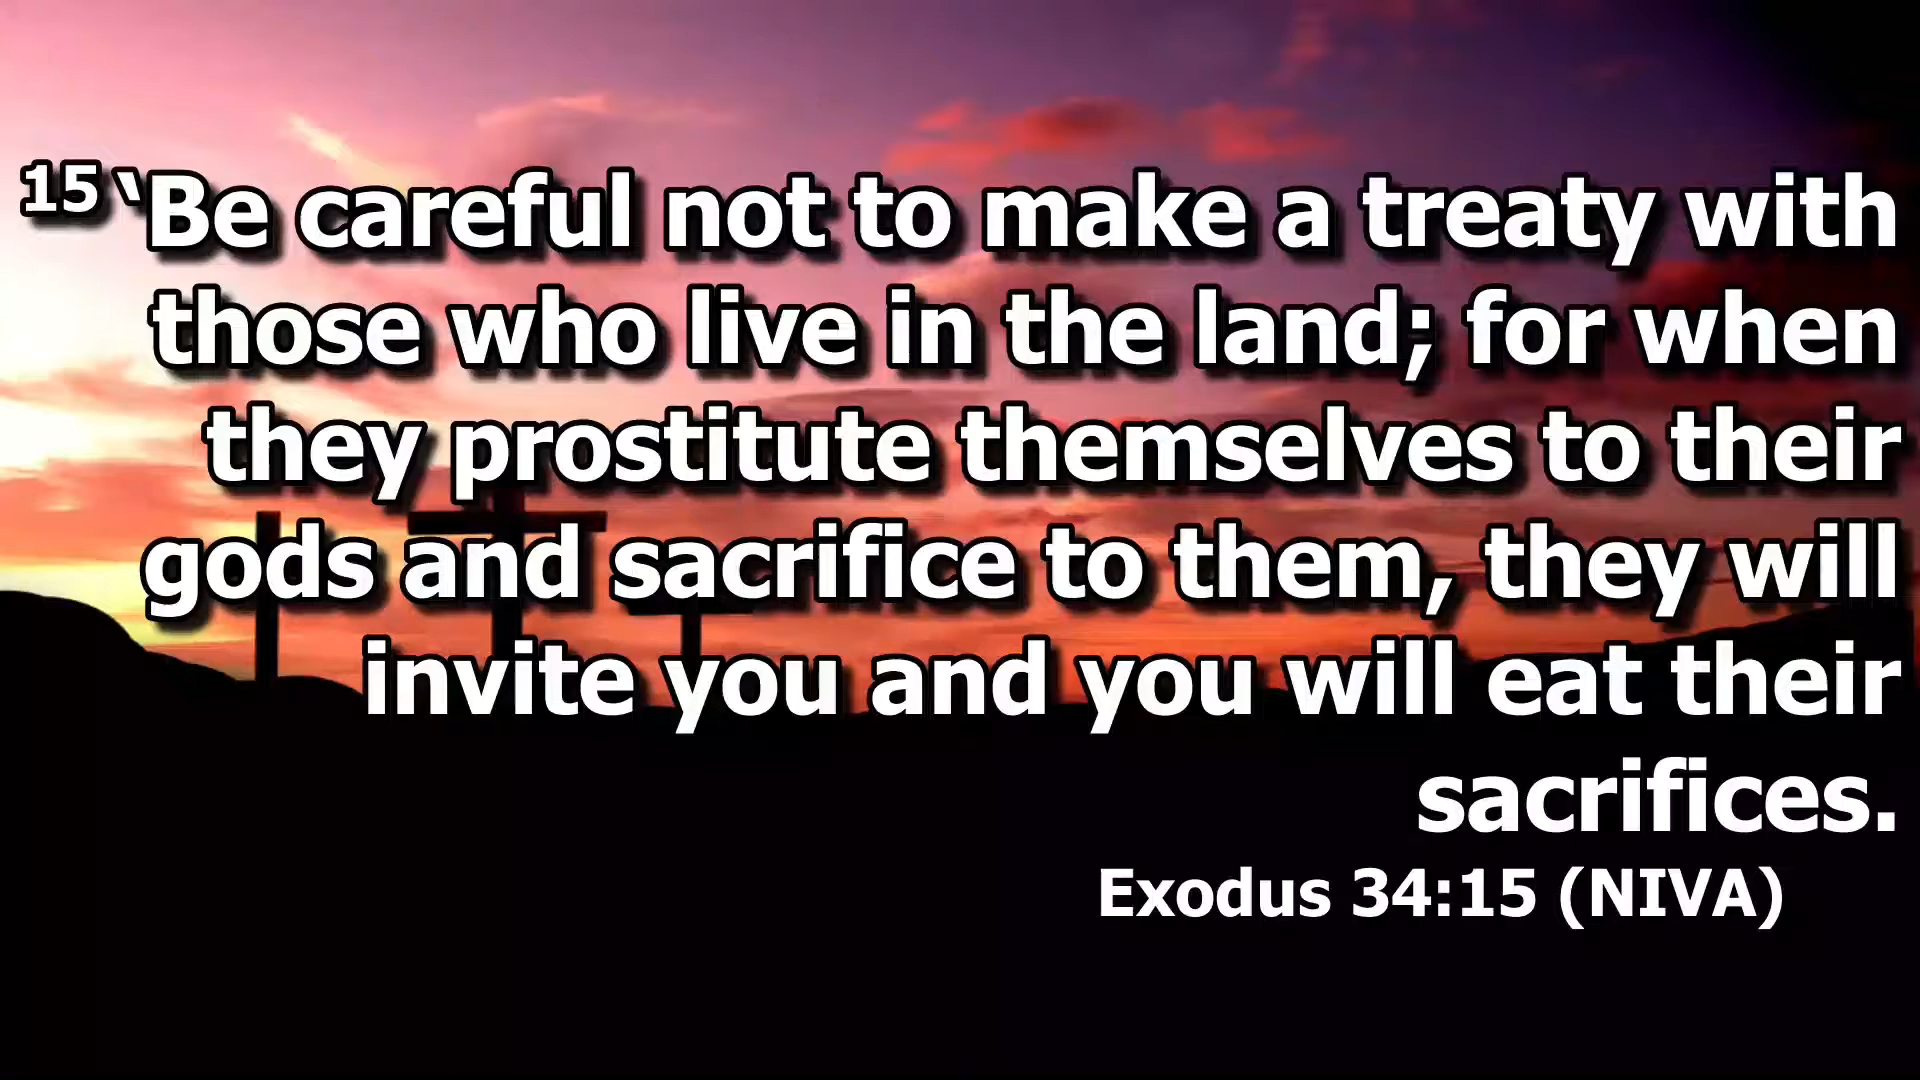 15 ‘Be careful not to make a treaty with
those who live in the land; for when
they prostitute themselves to their
gods and sacrifice to them, they will
invite you and you will eat their
sacrifices.
Exodus 34:15 (NIVA)